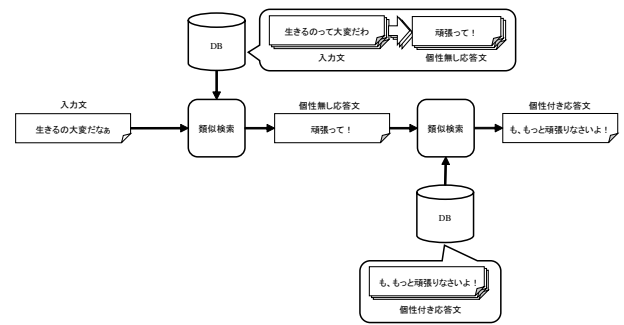 DB
生きるのって大変だわ
頑張って！
入力文
個性無し応答文
入力文
生きるの大変だなぁ
類似検索
個性無し応答文
頑張って！
類似検索
個性付き応答文
も、もっと頑張りなさいよ！
DB
も、もっと頑張りなさいよ！
個性付き応答文